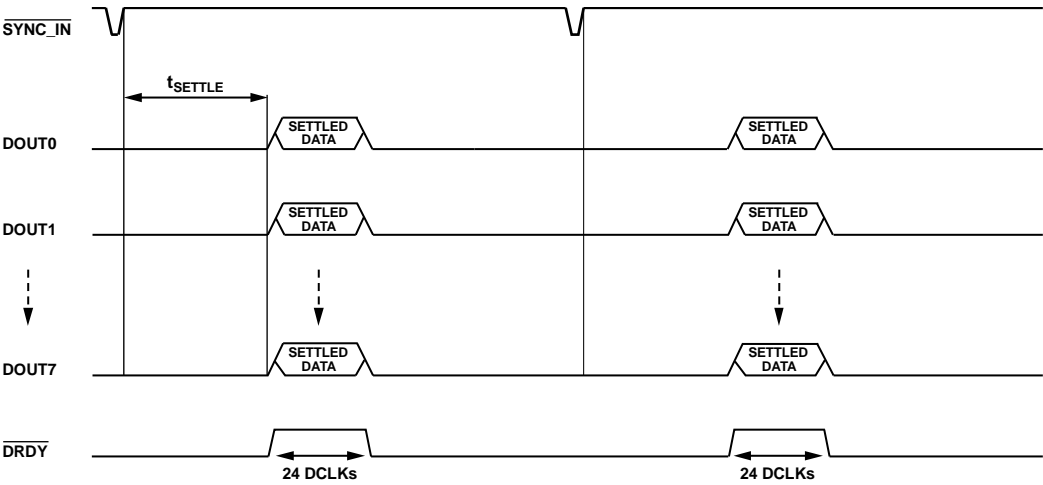 SYNC_IN
tSETTLE
DOUT0
SETTLED
DATA
SETTLED
DATA
DOUT1
SETTLED
DATA
SETTLED
DATA
DOUT7
SETTLED
DATA
SETTLED
DATA
DRDY
24 DCLKs
24 DCLKs